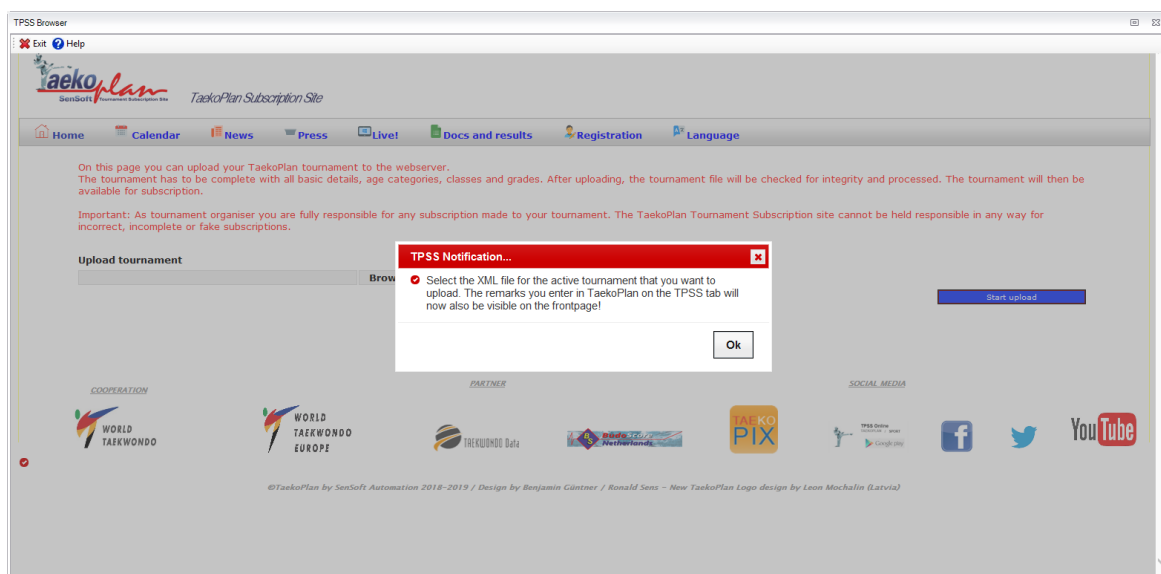 TPSS Browser
Exit Help
Taekoplan
SenSoft Tournament Subscription Site
TaekoPlan Subscription Site
Home Calendar News Press Live! Docs and results Registration Language
On this page you can upload your TaekoPlan tournament to the webserver.
The tournament has to be complete with all basic details, age categories, classes and grades. After uploading, the tournament file will be checked for integrity and processed. The tournament will then be
available for subscription.
Important: As tournament organiser you are fully responsible for any subscription made to your tournament. The TaekoPlan Tournament Subscription site cannot be held responsible in any way for
incorrect, incomplete or fake subscriptions.
Upload tournament
Brow
TPSS Notification...
Select the XML file for the active tournament that you want to
upload. The remarks you enter in TaekoPlan on the TPSS tab will
now also be visible on the frontpage!
Ok
Start upload
COOPERATION
PARTNER
SOCIAL MEDIA
WORLD
TAEKWONDO
WORLD
TAEKWONDO
EUROPE
TAEKWONDO Data
BudoScore
Netherlands
TAEKO
PIX
TPSS Online
Google play
f
YouTube
©TaekoPlan by SenSoft Automation 2018-2019 / Design by Benjamin Güntner / Ronald Sens - New TaekoPlan Logo design by Leon Mochalin (Latvia)